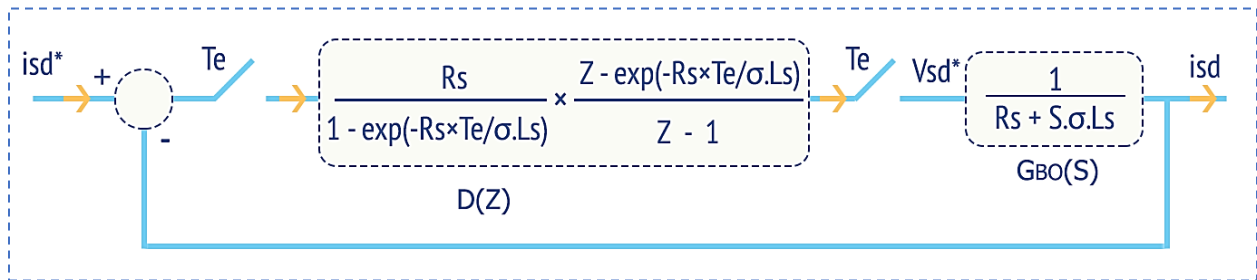 isd*
+
-
Te
Rs
1 - exp(-Rs×Te/σ.Ls)
×
Z - exp(-Rs×Te/σ.Ls)
Z - 1
D(Z)
Te
Vsd*
1
Rs + S.σ.Ls
GBO(S)
isd